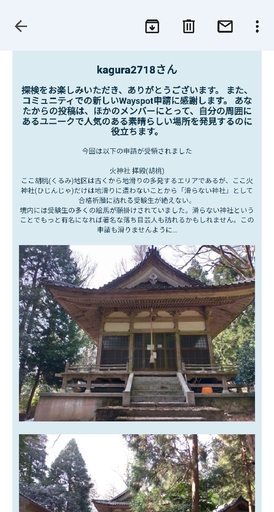 kagura2718さん
探検をお楽しみいただき、ありがとうございます。 また、
コミュニティでの新しいWayspot申請に感謝します。 あな
たからの投稿は、ほかのメンバーにとって、自分の周囲に
あるユニークで人気のある素晴らしい場所を発見するのに
役立ちます。
今回は以下の申請が受領されました
火神社 拝殿(胡桃)
ここ胡桃(くるみ)地区は古くから地滑りの多発するエリアであるが、ここ火
神社(ひじんじゃ)だけは地滑りに遭わないことから「滑らない神社」として
合格祈願に訪れる受験生が絶えない。
境内には受験生の多くの絵馬が願掛けされていました。滑らない神社という
ことでもっと有名になれば著名な落ち目芸人も訪れるかもしれません。この
申請も滑りませんように...